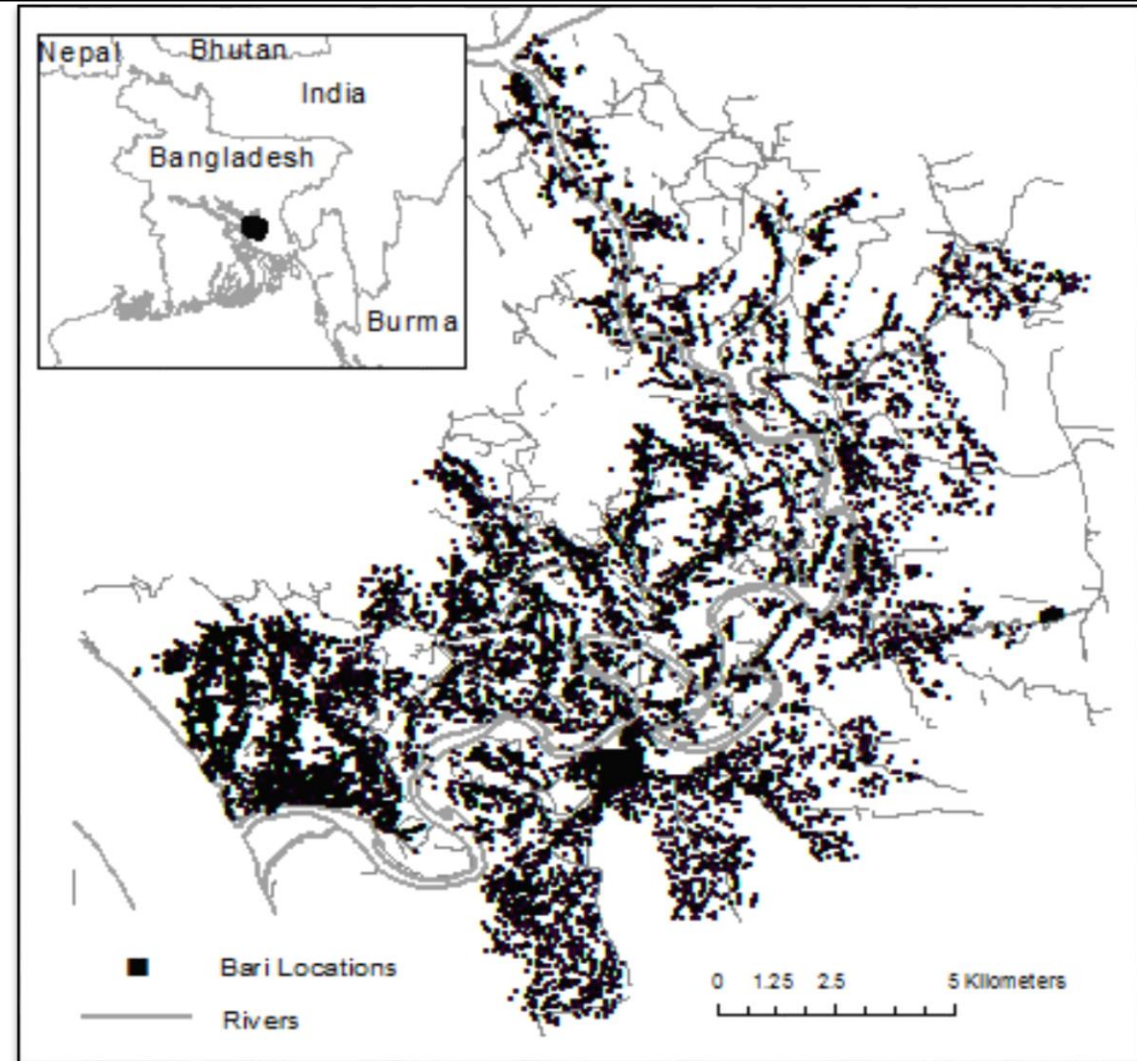 Nepal
Bhutan
India
Bangladesh
Burma
Bari Locations
Rivers
0 1.25 2.5 5 Kilometers